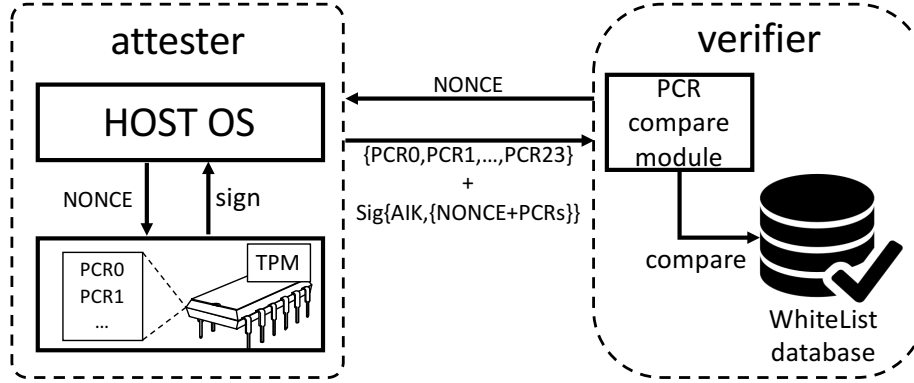 attester
HOST OS
NONCE
sign
PCR0
PCR1
...
TPM
NONCE
{PCR0,PCR1,...,PCR23}
+
Sig{AIK,{NONCE+PCRs}}
verifier
PCR
compare
module
compare
WhiteList
database